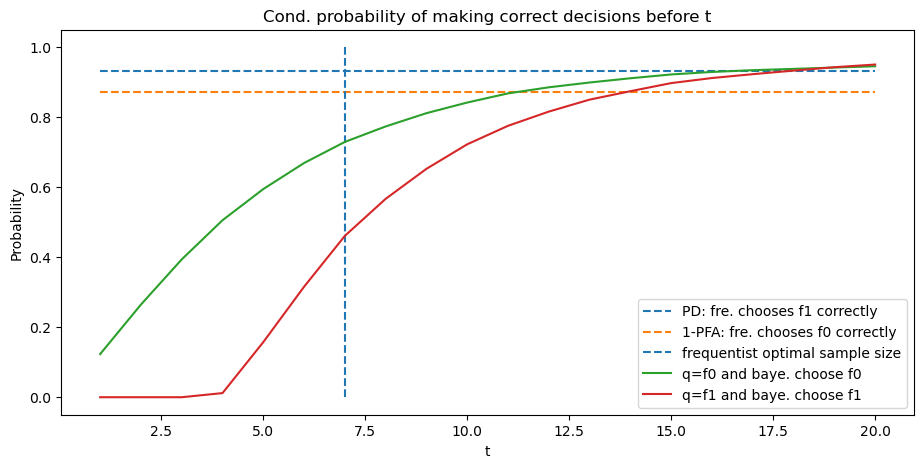 Cond. probability of making correct decisions before t
Probability
1.0
0.8
0.6
0.4
0.2
0.0
PD: fre. chooses f1 correctly
1-PFA: fre. chooses f0 correctly
frequentist optimal sample size
q=f0 and baye. choose f0
q=f1 and baye. choose f1
2.5 5.0 7.5 10.0 12.5 15.0 17.5 20.0
t